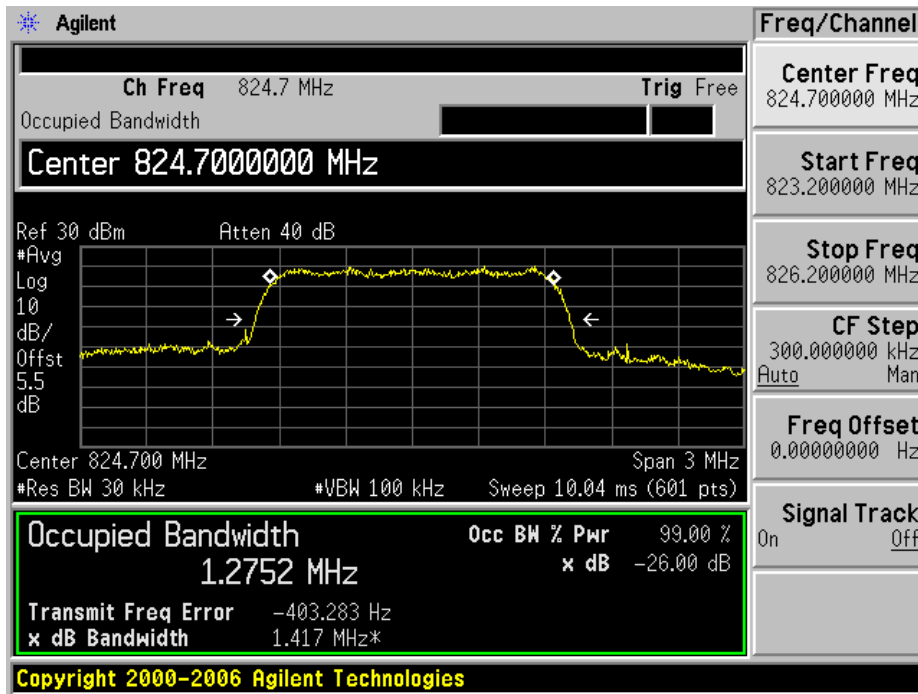 Agilent
Freq/Channel
Ch Freq 824.7 MHz Trig Free
Occupied Bandwidth
Center 824.7000000 MHz
Ref 30 dBm Atten 40 dB
#Avg
Log
10
dB/
Offst
5.5
dB
Center 824.700 MHz Span 3 MHz
#Res BW 30 kHz #VBW 100 kHz Sweep 10.04 ms (601 pts)
Occupied Bandwidth Occ BW % Pwr 99.00 %
1.2752 MHz x dB -26.00 dB
Transmit Freq Error -403.283 Hz
x dB Bandwidth 1.417 MHz*
Copyright 2000-2006 Agilent Technologies
Center Freq
824.700000 MHz
Start Freq
823.200000 MHz
Stop Freq
826.200000 MHz
CF Step
300.000000 kHz
Auto Man
Freq Offset
0.00000000 Hz
Signal Track
On Off